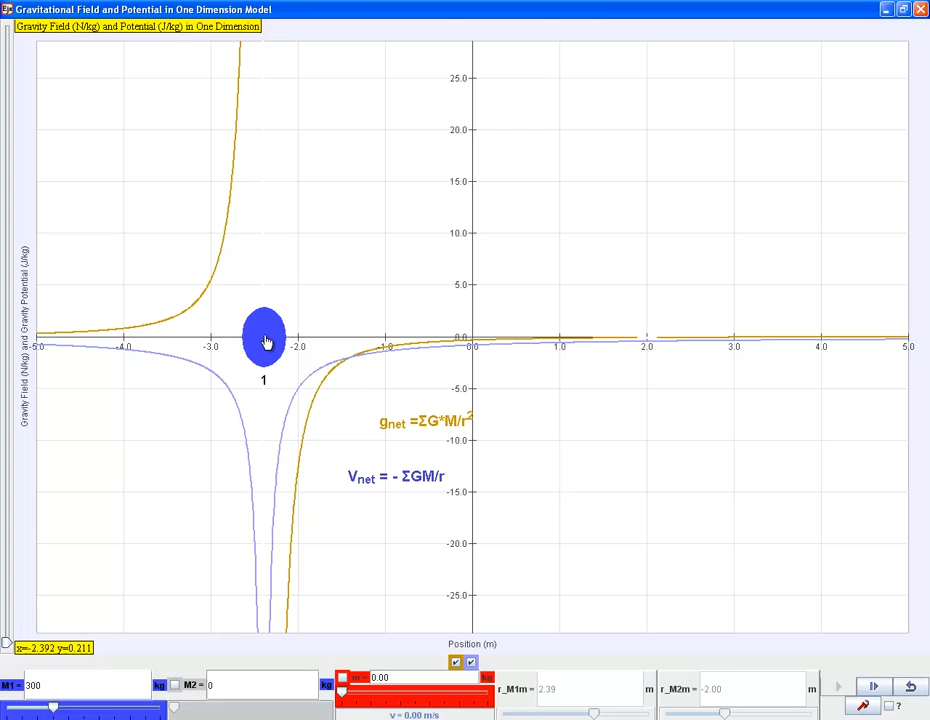 Gravitational Field and Potential in One Dimension Model
Gravity Field (N/kg) and Potential (J/kg) in One Dimension
25.0
20.0
15.0
10.0
5.0
0.0
-5.0 -4.0 -3.0 -2.0 -1.0 1.0 2.0 3.0 4.0 5.0
1
-5.0
-10.0
-15.0
-20.0
-25.0
gnet =ΣG*M/r²
Vnet = - ΣGM/r
Gravity Field (N/kg) and Gravity Potential (J/kg)
Position (m)
x=-2.392 y=0.211
M1= 300 kg M2= 0 kg m= 0.00 kg r_M1m= 2.39 m r_M2m= -2.00 m
v = 0.00 m/s
?